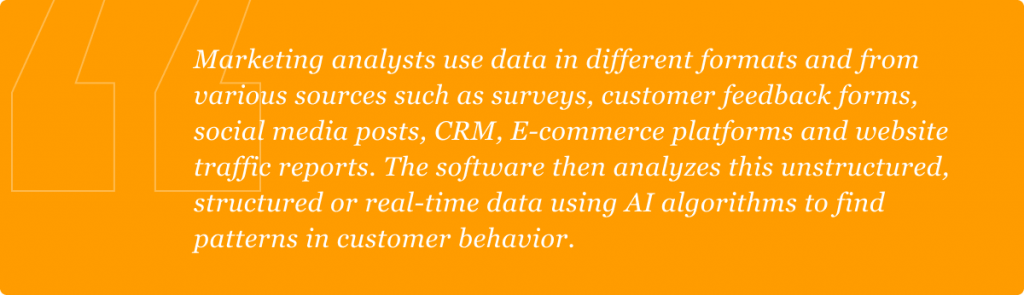 Marketing analysts use data in different formats and from
various sources such as surveys, customer feedback forms,
social media posts, CRM, E-commerce platforms and website
traffic reports. The software then analyzes this unstructured,
structured or real-time data using AI algorithms to find
patterns in customer behavior.